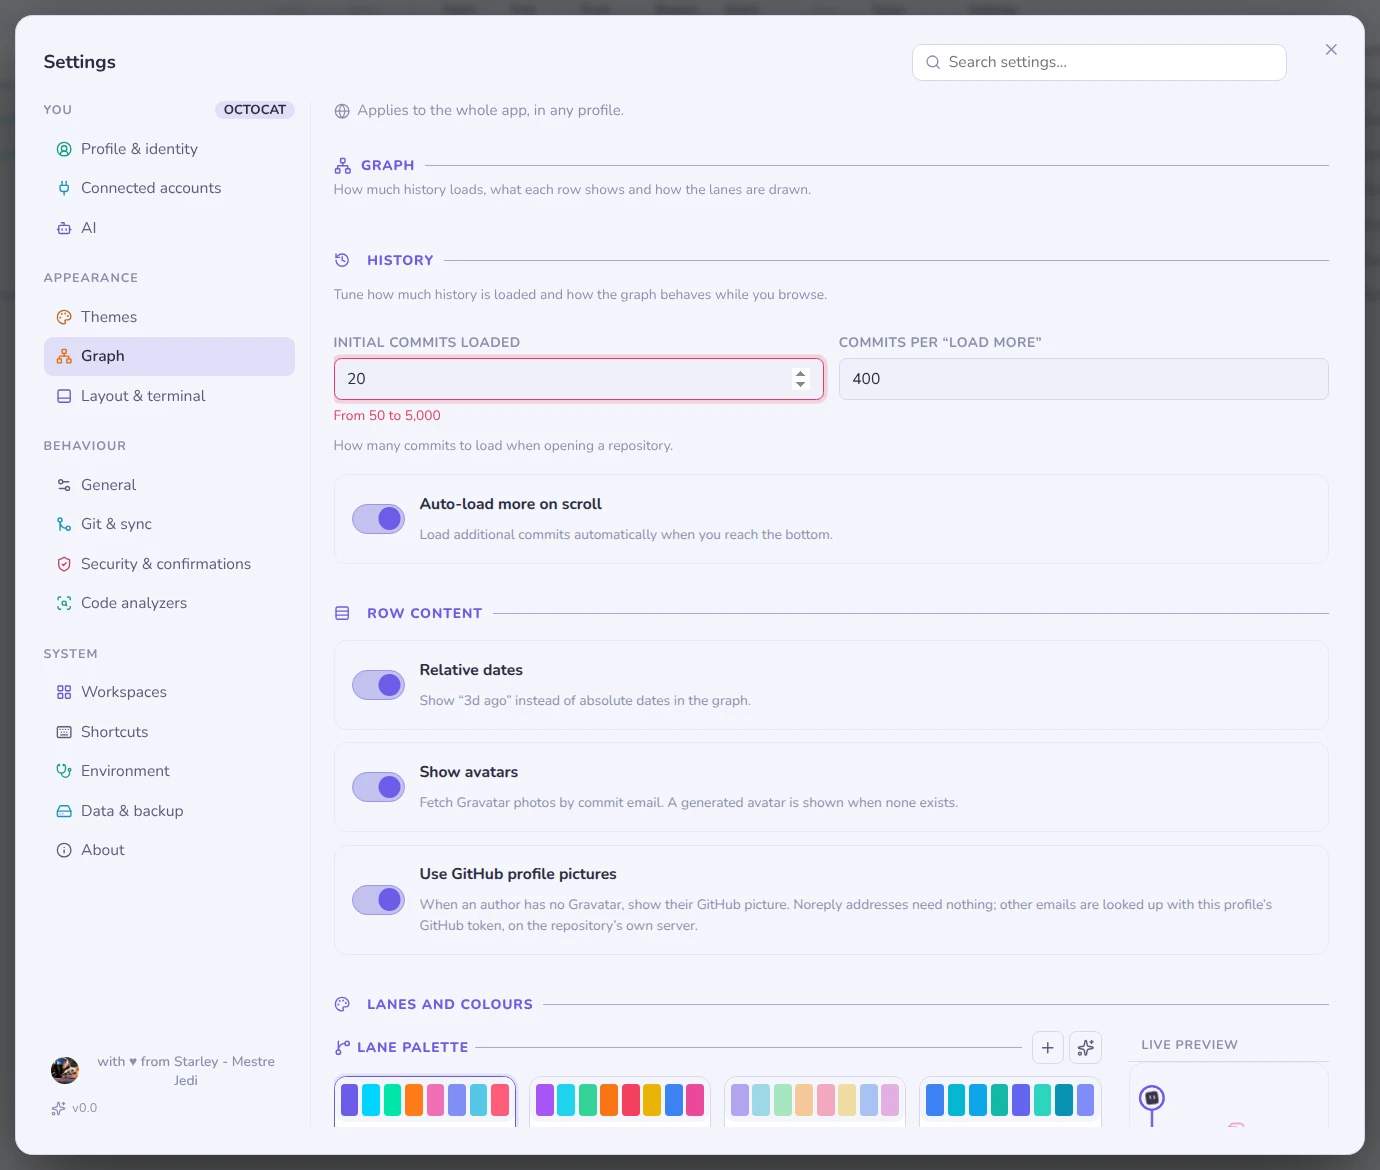 Settings
Search settings...
YOU
OCTOCAT
Profile & identity
Connected accounts
AI
APPEARANCE
Themes
Graph
Layout & terminal
BEHAVIOUR
General
Git & sync
Security & confirmations
Code analyzers
SYSTEM
Workspaces
Shortcuts
Environment
Data & backup
About
with ♥ from Starley - Mestre
Jedi
v0.0
Applies to the whole app, in any profile.
GRAPH
How much history loads, what each row shows and how the lanes are drawn.
HISTORY
Tune how much history is loaded and how the graph behaves while you browse.
INITIAL COMMITS LOADED
20
From 50 to 5,000
How many commits to load when opening a repository.
COMMITS PER “LOAD MORE”
400
Auto-load more on scroll
Load additional commits automatically when you reach the bottom.
ROW CONTENT
Relative dates
Show “3d ago” instead of absolute dates in the graph.
Show avatars
Fetch Gravatar photos by commit email. A generated avatar is shown when none exists.
Use GitHub profile pictures
When an author has no Gravatar, show their GitHub picture. Noreply addresses need nothing; other emails are looked up with this profile's
GitHub token, on the repository's own server.
LANES AND COLOURS
LANE PALETTE
LIVE PREVIEW